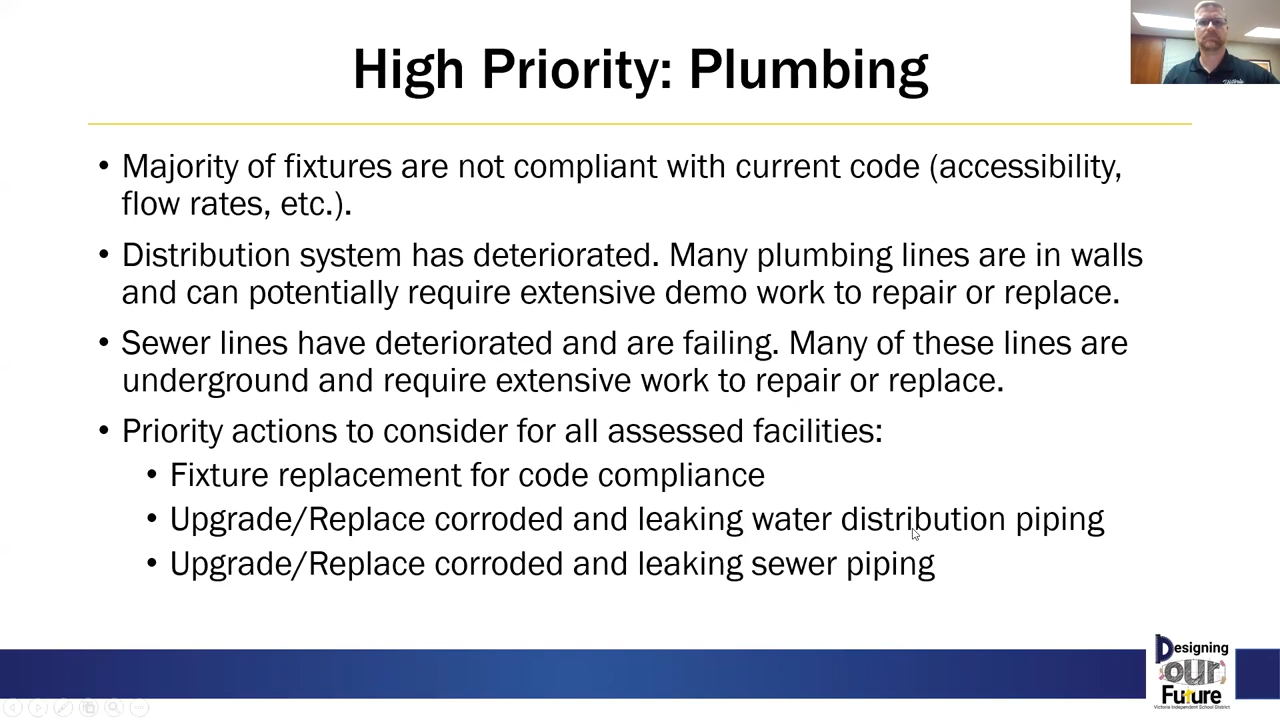 High Priority: Plumbing
• Majority of fixtures are not compliant with current code (accessibility,
flow rates, etc.).
• Distribution system has deteriorated. Many plumbing lines are in walls
and can potentially require extensive demo work to repair or replace.
• Sewer lines have deteriorated and are failing. Many of these lines are
underground and require extensive work to repair or replace.
• Priority actions to consider for all assessed facilities:
• Fixture replacement for code compliance
• Upgrade/Replace corroded and leaking water distribution piping
• Upgrade/Replace corroded and leaking sewer piping
Designing
our
Future
Victoria Independent School District